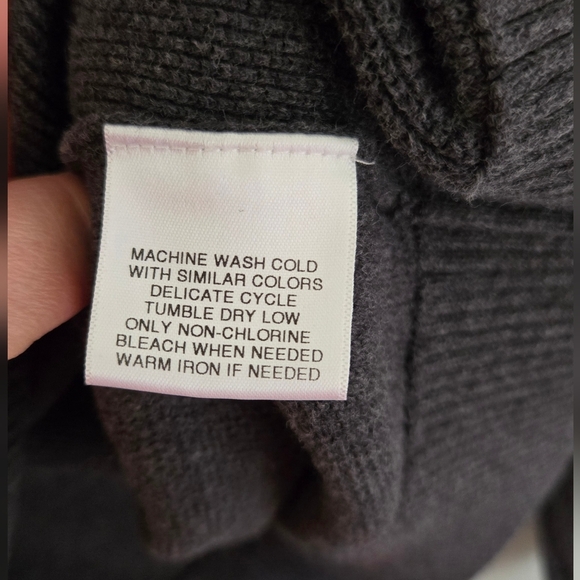 MACHINE WASH COLD
WITH SIMILAR COLORS
DELICATE CYCLE
TUMBLE DRY LOW
ONLY NON-CHLORINE
BLEACH WHEN NEEDED
WARM IRON IF NEEDED